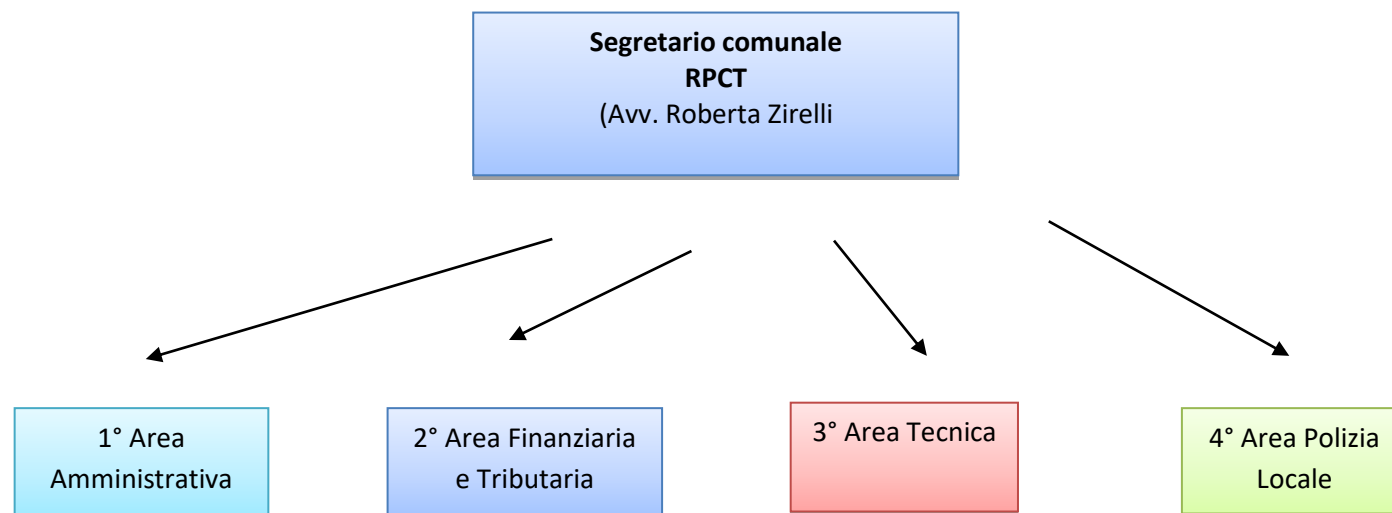 Segretario comunale
RPCT
(Avv. Roberta Zirelli
1° Area
Amministrativa
2° Area Finanziaria
e Tributaria
3° Area Tecnica
4° Area Polizia
Locale